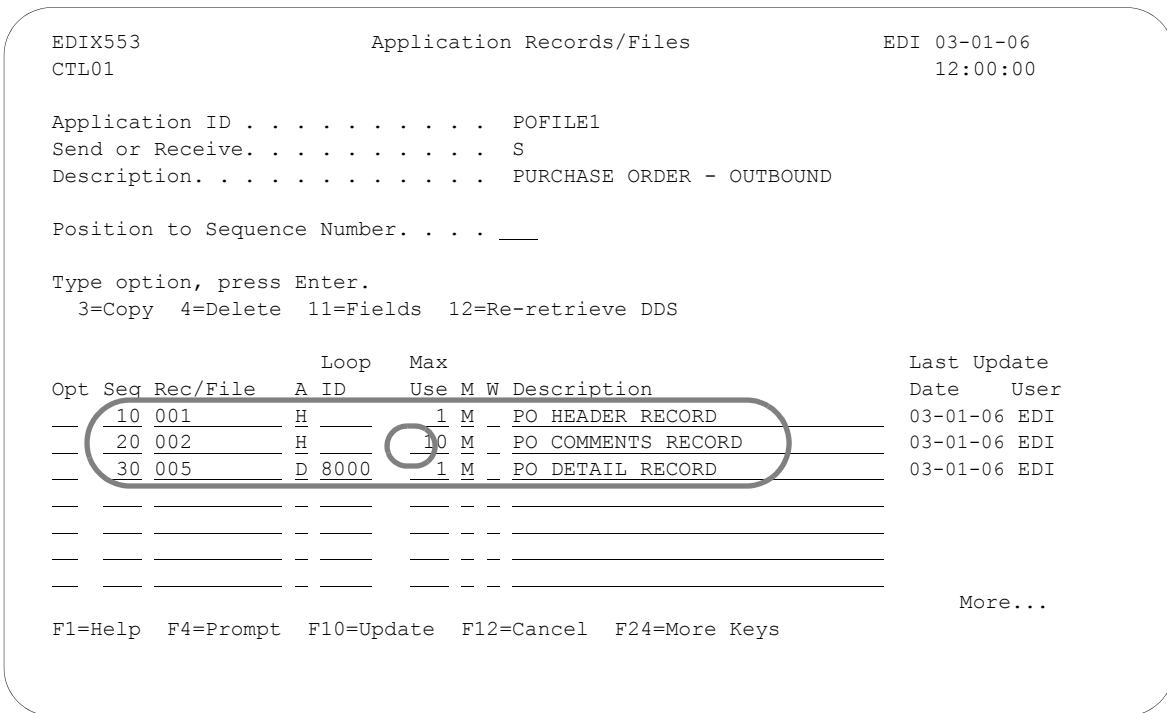 EDIX553 Application Records/Files EDI 03-01-06
CTL01 12:00:00
Application ID . . . . . . . . . . POFILE1
Send or Receive. . . . . . . . . . S
Description. . . . . . . . . . . . PURCHASE ORDER - OUTBOUND
Position to Sequence Number. . . . ___
Type option, press Enter.
3=Copy 4=Delete 11=Fields 12=Re-retrieve DDS
Loop Max Last Update
Opt Seq Rec/File A ID Use M W Description Date User
10 001 H 1 M PO HEADER RECORD 03-01-06 EDI
20 002 H 10 M PO COMMENTS RECORD 03-01-06 EDI
30 005 D 8000 1 M PO DETAIL RECORD 03-01-06 EDI
More...
F1=Help F4=Prompt F10=Update F12=Cancel F24=More Keys